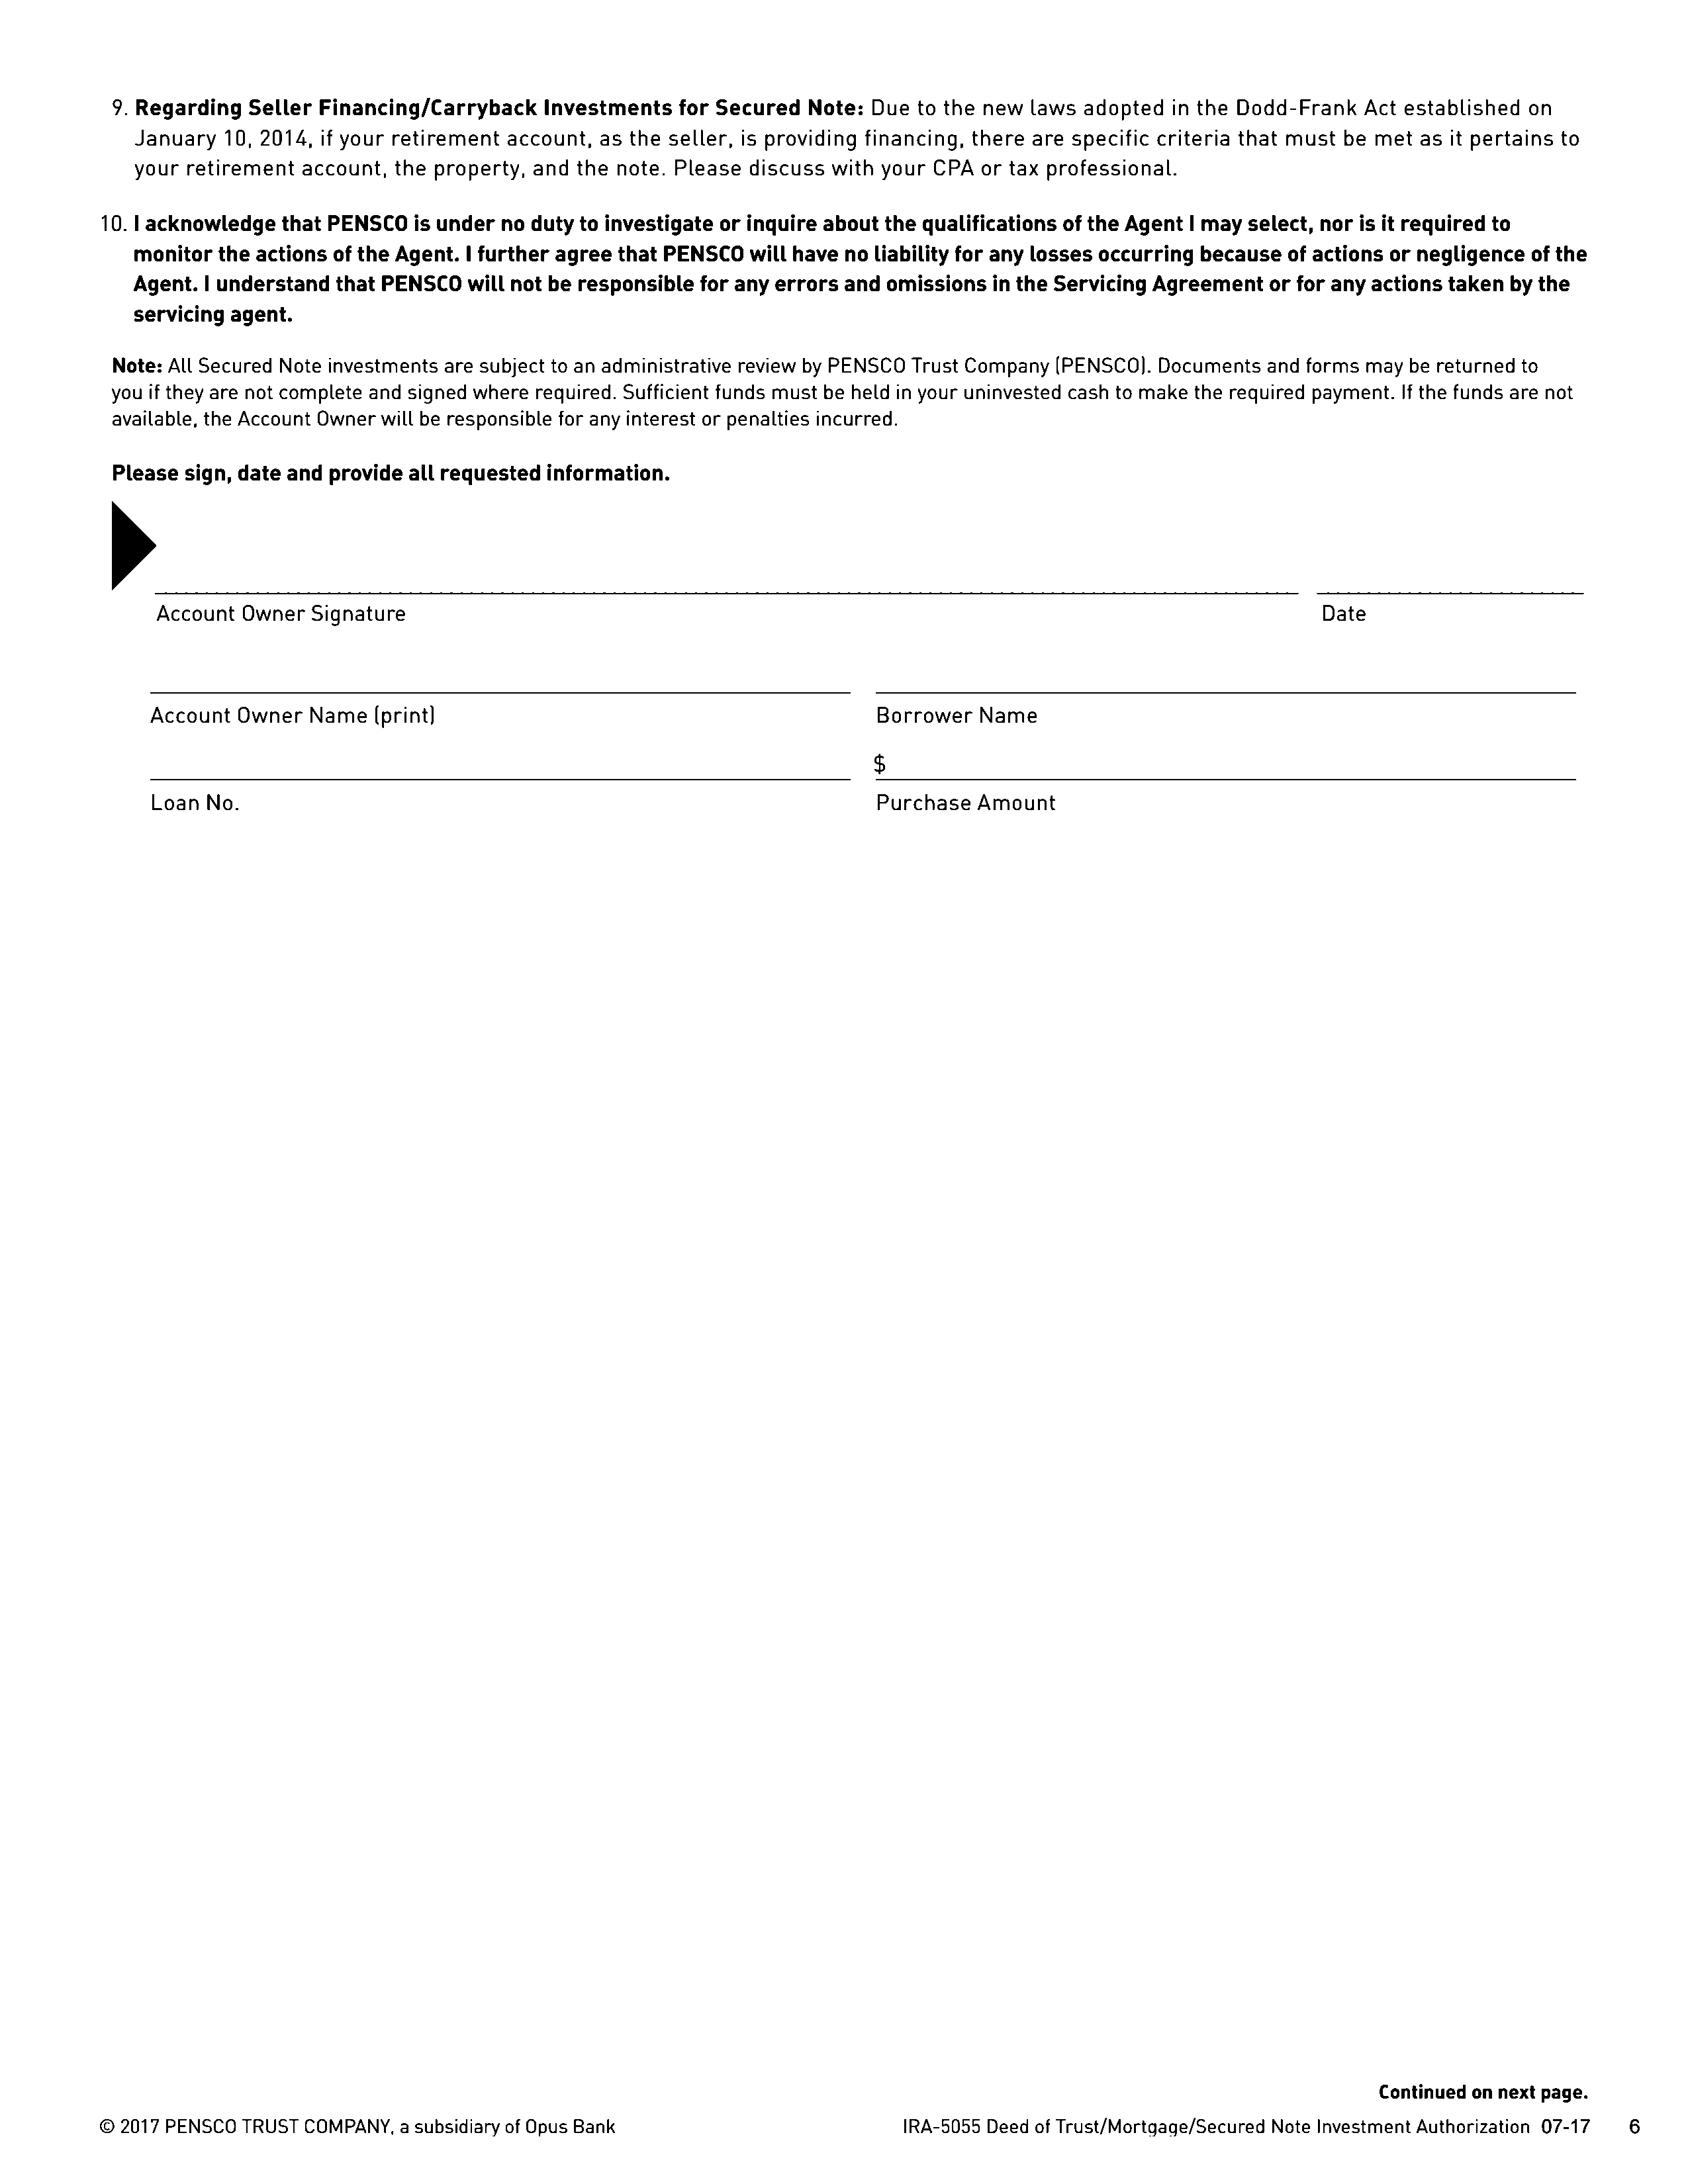 9. Regarding Seller Financing/Carryback Investments for Secured Note: Due to the new laws adopted in the Dodd-Frank Act established on
January 10, 2014, if your retirement account, as the seller, is providing financing, there are specific criteria that must be met as it pertains to
your retirement account, the property, and the note. Please discuss with your CPA or tax professional.
10. I acknowledge that PENSCO is under no duty to investigate or inquire about the qualifications of the Agent I may select, nor is it required to
monitor the actions of the Agent. I further agree that PENSCO will have no liability for any losses occurring because of actions or negligence of the
Agent. I understand that PENSCO will not be responsible for any errors and omissions in the Servicing Agreement or for any actions taken by the
servicing agent.
Note: All Secured Note investments are subject to an administrative review by PENSCO Trust Company (PENSCO). Documents and forms may be returned to
you if they are not complete and signed where required. Sufficient funds must be held in your uninvested cash to make the required payment. If the funds are not
available, the Account Owner will be responsible for any interest or penalties incurred.
Please sign, date and provide all requested information.
Account Owner Signature Date
Account Owner Name (print) Borrower Name
$
Loan No. Purchase Amount
Continued on next page.
© 2017 PENSCO TRUST COMPANY, a subsidiary of Opus Bank IRA-5055 Deed of Trust/Mortgage/Secured Note Investment Authorization 07-17 6